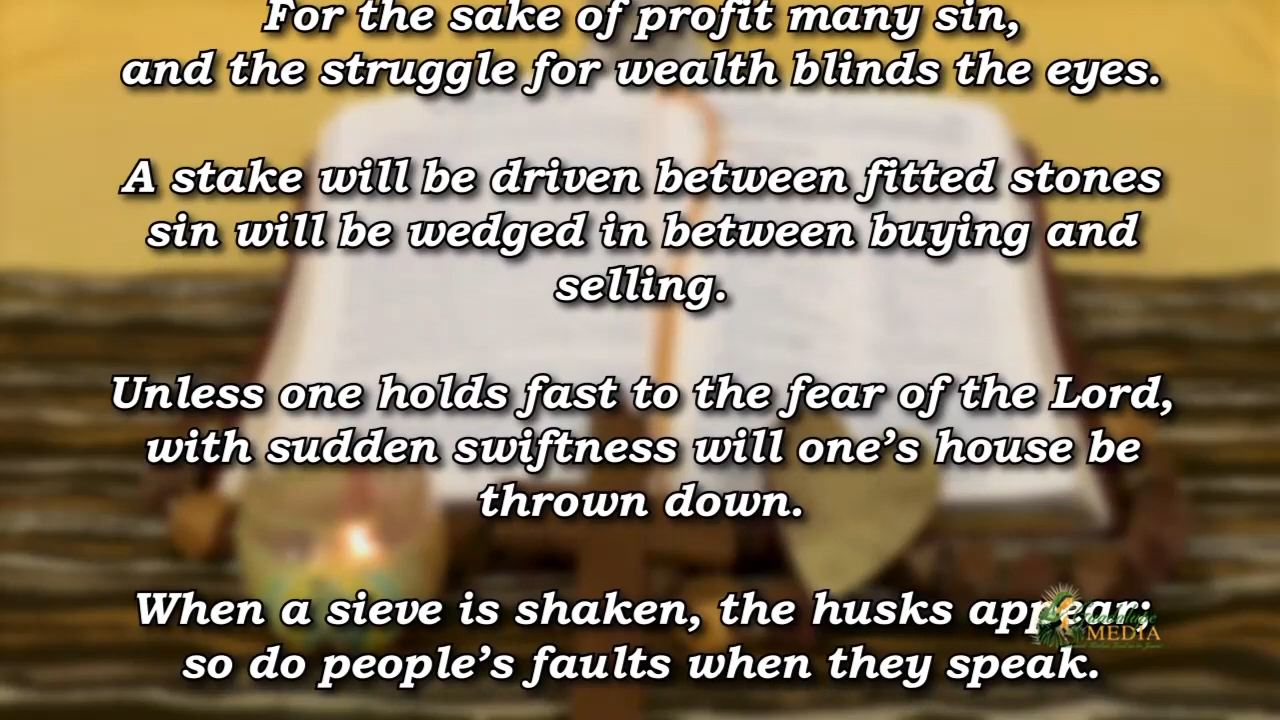 For the sake of profit many sin,
and the struggle for wealth blinds the eyes.
A stake will be driven between fitted stones
sin will be wedged in between buying and
selling.
Unless one holds fast to the fear of the Lord,
with sudden swiftness will one’s house be
thrown down.
When a sieve is shaken, the husks appear;
so do people’s faults when they speak.
MEDIA